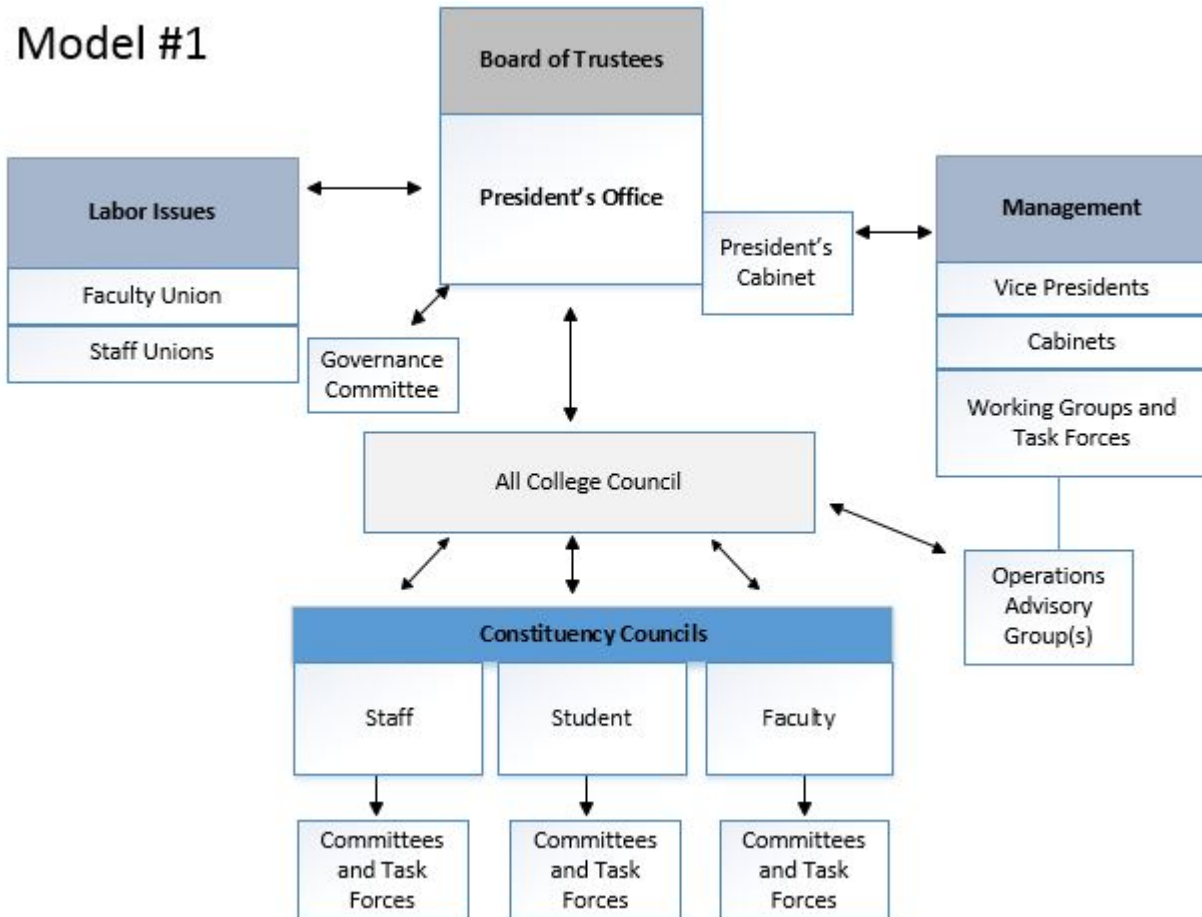 Model #1
Board of Trustees
President's Office
Labor Issues
Faculty Union
Staff Unions
President's
Cabinet
Management
Vice Presidents
Cabinets
Working Groups and
Task Forces
Governance
Committee
All College Council
Operations
Advisory
Group(s)
Constituency Councils
Staff
Student
Faculty
Committees
and Task
Forces
Committees
and Task
Forces
Committees
and Task
Forces